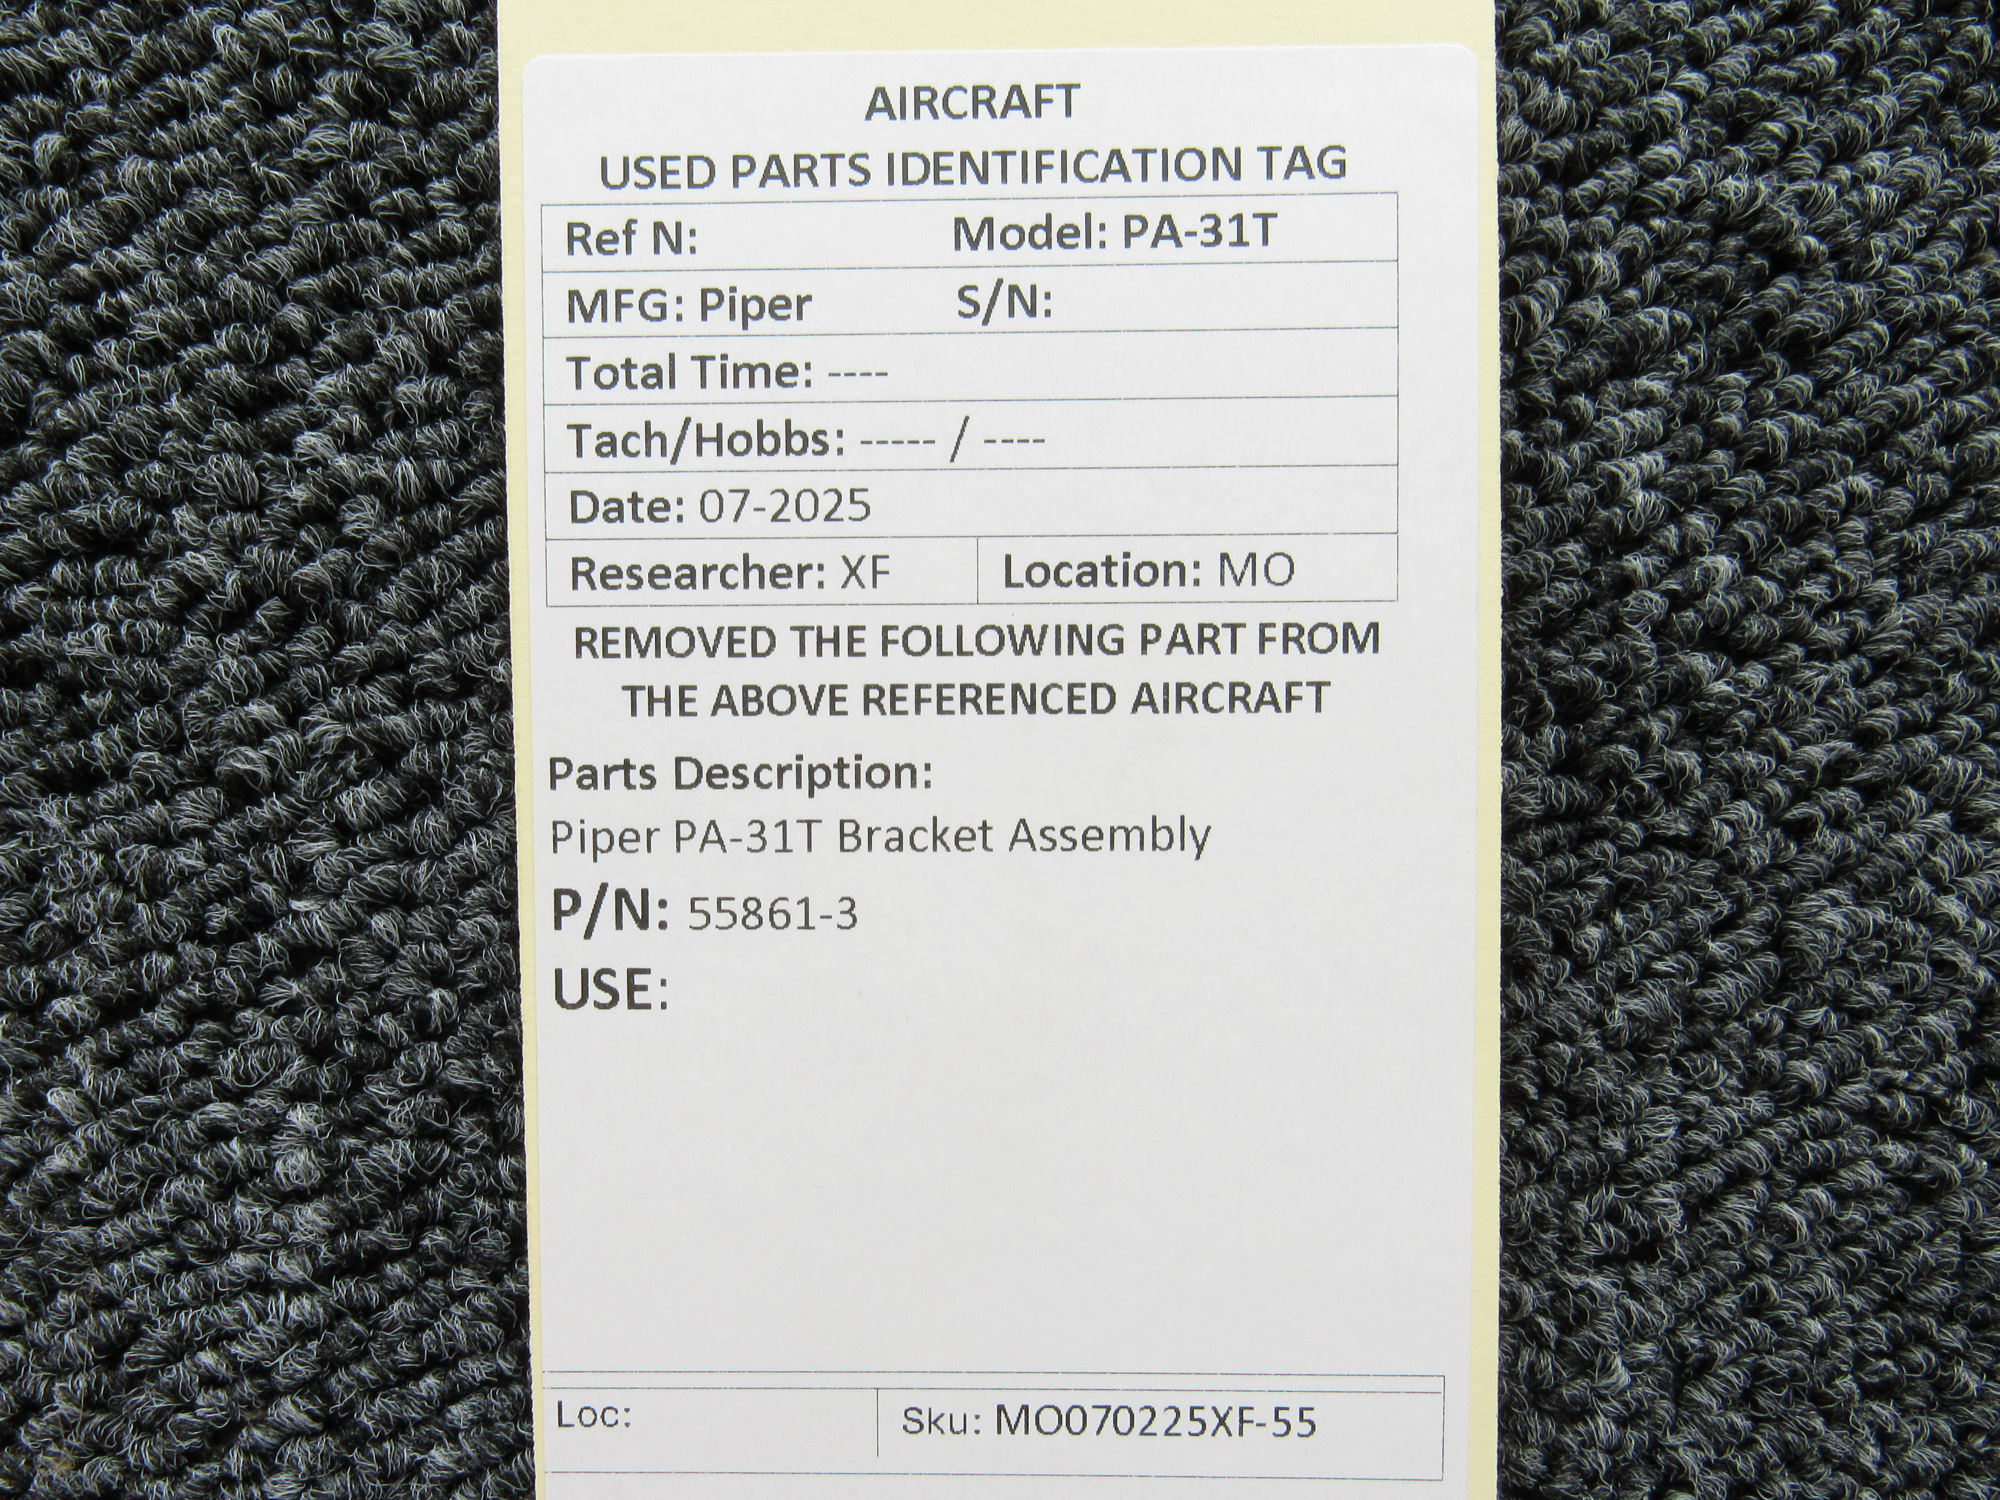 AIRCRAFT
USED PARTS IDENTIFICATION TAG
Ref N: Model: PA-31T
MFG: Piper S/N:
Total Time: ----
Tach/Hobbs: ----- / ----
Date: 07-2025
Researcher: XF Location: MO
REMOVED THE FOLLOWING PART FROM
THE ABOVE REFERENCED AIRCRAFT
Parts Description:
Piper PA-31T Bracket Assembly
P/N: 55861-3
USE:
Loc: Sku: MO070225XF-55